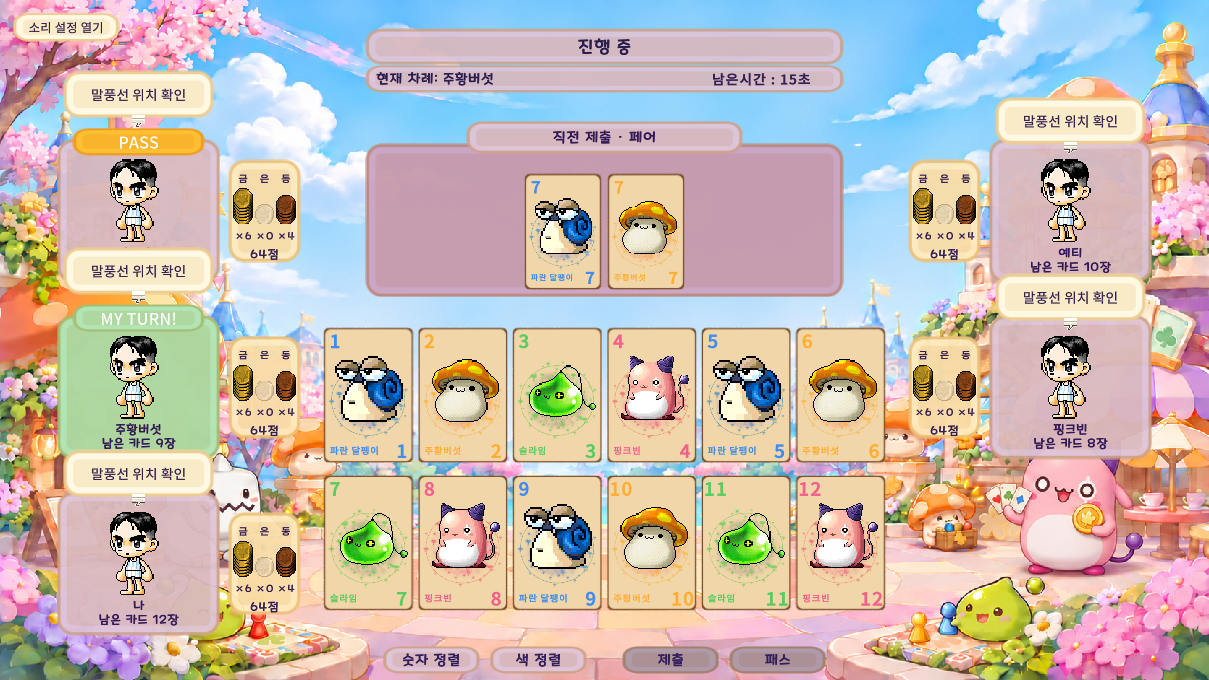 소리 설정 열기
진행 중
현재 차례: 주황버섯
남은시간 : 15초
말풍선 위치 확인
PASS
금 은 동
×6 ×0 ×4
64점
말풍선 위치 확인
MY TURN!
주황버섯
남은 카드 9장
금 은 동
×6 ×0 ×4
64점
말풍선 위치 확인
나
남은 카드 12장
금 은 동
×6 ×0 ×4
64점
직전 제출 · 페어
7
파란 달팽이 7
7
주황버섯 7
말풍선 위치 확인
예티
남은 카드 10장
금 은 동
×6 ×0 ×4
64점
말풍선 위치 확인
핑크빈
남은 카드 8장
금 은 동
×6 ×0 ×4
64점
1
파란 달팽이 1
2
주황버섯 2
3
슬라임 3
4
핑크빈 4
5
파란 달팽이 5
6
주황버섯 6
7
슬라임 7
8
핑크빈 8
9
파란 달팽이 9
10
주황버섯 10
11
슬라임 11
12
핑크빈 12
숫자 정렬
색 정렬
제출
패스